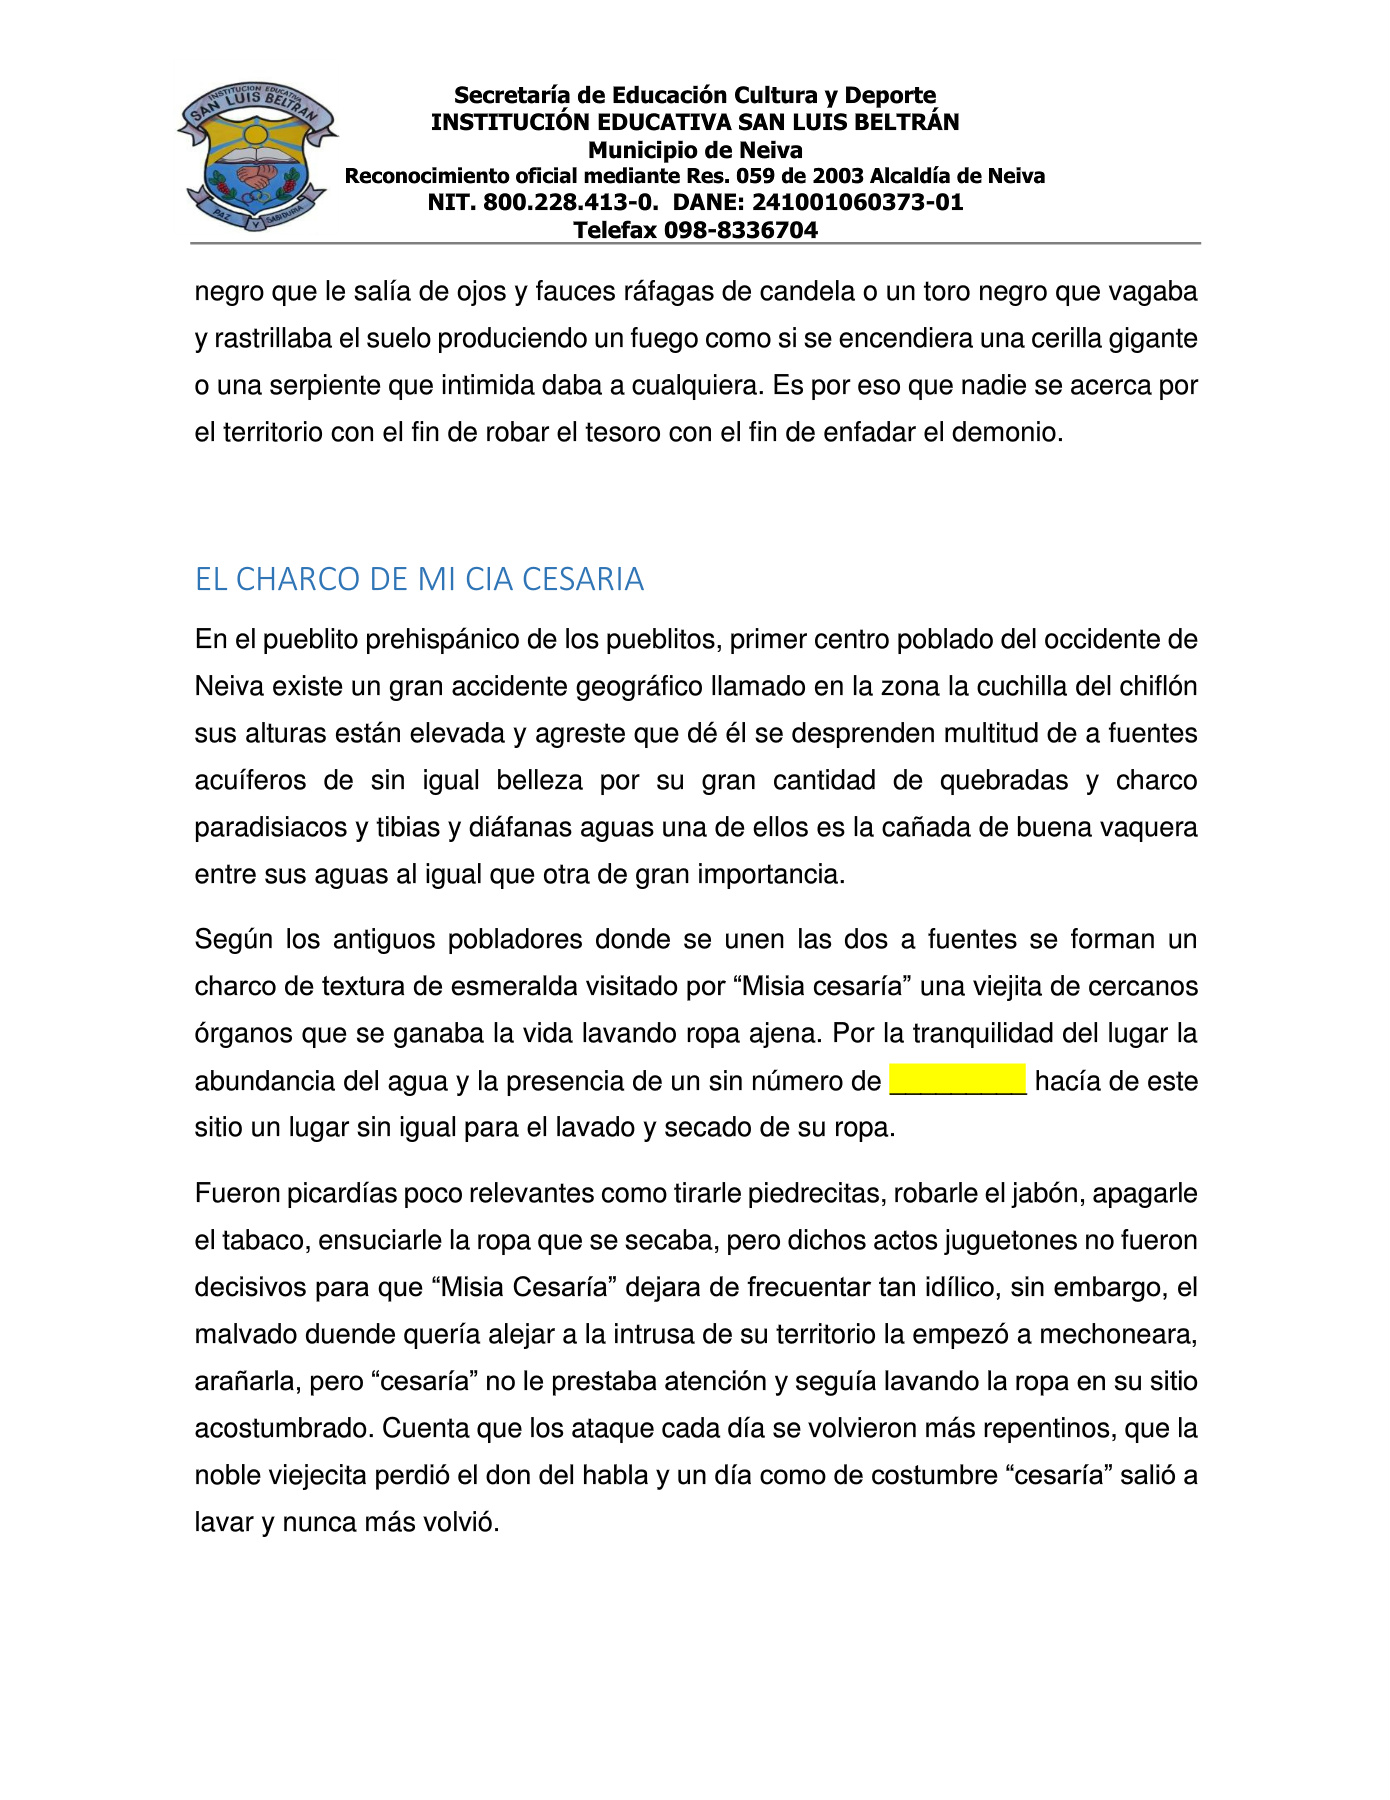 INSTITUCION EDUCATIVA
SAN LUIS BELTRAN
PAZ Y SABIDURIA
Secretaría de Educación Cultura y Deporte
INSTITUCIÓN EDUCATIVA SAN LUIS BELTRÁN
Municipio de Neiva
Reconocimiento oficial mediante Res. 059 de 2003 Alcaldía de Neiva
NIT. 800.228.413-0.  DANE: 241001060373-01
Telefax 098-8336704
negro que le salía de ojos y fauces ráfagas de candela o un toro negro que vagaba
y rastrillaba el suelo produciendo un fuego como si se encendiera una cerilla gigante
o una serpiente que intimida daba a cualquiera. Es por eso que nadie se acerca por
el territorio con el fin de robar el tesoro con el fin de enfadar el demonio.
EL CHARCO DE MI CIA CESARIA
En el pueblito prehispánico de los pueblitos, primer centro poblado del occidente de
Neiva existe un gran accidente geográfico llamado en la zona la cuchilla del chiflón
sus alturas están elevada y agreste que dé él se desprenden multitud de a fuentes
acuíferos de sin igual belleza por su gran cantidad de quebradas y charco
paradisiacos y tibias y diáfanas aguas una de ellos es la cañada de buena vaquera
entre sus aguas al igual que otra de gran importancia.
Según los antiguos pobladores donde se unen las dos a fuentes se forman un
charco de textura de esmeralda visitado por “Misia cesaría” una viejita de cercanos
órganos que se ganaba la vida lavando ropa ajena. Por la tranquilidad del lugar la
abundancia del agua y la presencia de un sin número de _________ hacía de este
sitio un lugar sin igual para el lavado y secado de su ropa.
Fueron picardías poco relevantes como tirarle piedrecitas, robarle el jabón, apagarle
el tabaco, ensuciarle la ropa que se secaba, pero dichos actos juguetones no fueron
decisivos para que “Misia Cesaría” dejara de frecuentar tan idílico, sin embargo, el
malvado duende quería alejar a la intrusa de su territorio la empezó a mechoneara,
arañarla, pero “cesaría” no le prestaba atención y seguía lavando la ropa en su sitio
acostumbrado. Cuenta que los ataque cada día se volvieron más repentinos, que la
noble viejecita perdió el don del habla y un día como de costumbre “cesaría” salió a
lavar y nunca más volvió.